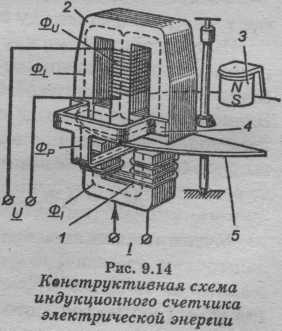 2
Φ_U
Φ_L
3
N
S
4
Φ_P
U
Φ_I
1
I
5
Рис. 9.14
Конструктивная схема
индукционного счетчика
электрической энергии